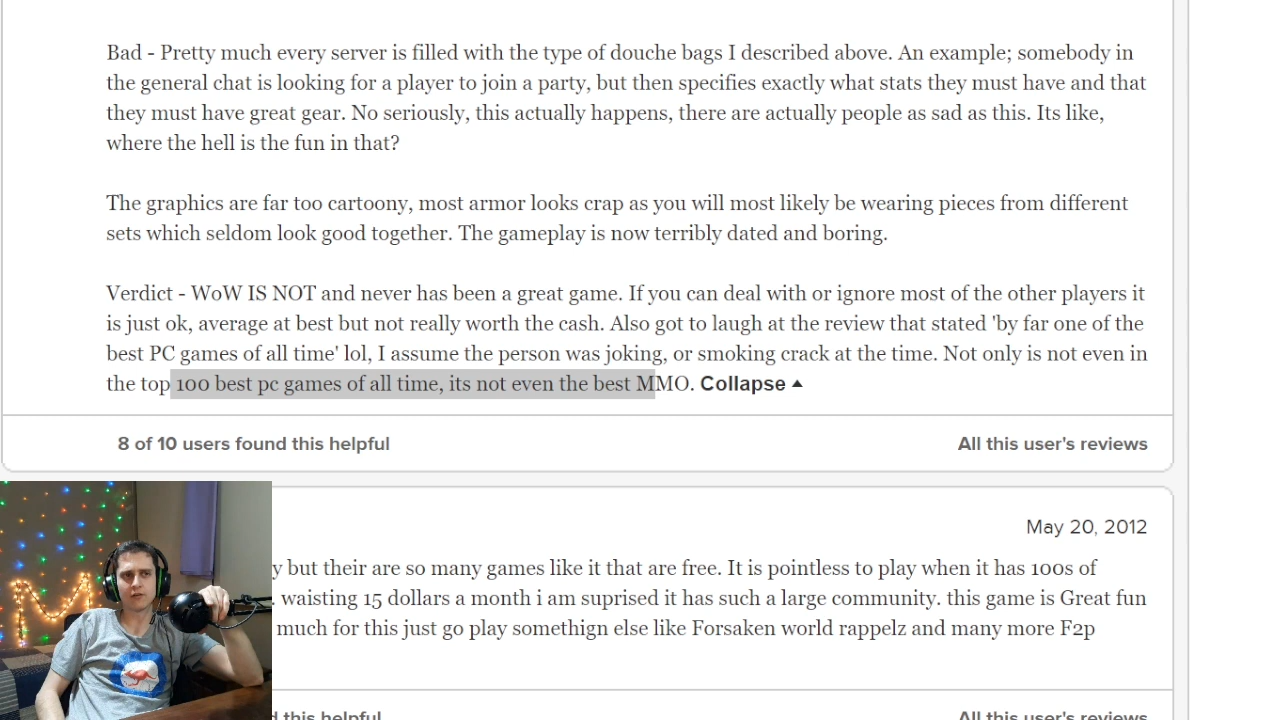 Bad - Pretty much every server is filled with the type of douche bags I described above. An example; somebody in
the general chat is looking for a player to join a party, but then specifies exactly what stats they must have and that
they must have great gear. No seriously, this actually happens, there are actually people as sad as this. Its like,
where the hell is the fun in that?
The graphics are far too cartoony, most armor looks crap as you will most likely be wearing pieces from different
sets which seldom look good together. The gameplay is now terribly dated and boring.
Verdict - WoW IS NOT and never has been a great game. If you can deal with or ignore most of the other players it
is just ok, average at best but not really worth the cash. Also got to laugh at the review that stated 'by far one of the
best PC games of all time' lol, I assume the person was joking, or smoking crack at the time. Not only is not even in
the top 100 best pc games of all time, its not even the best MMO. Collapse
8 of 10 users found this helpful All this user's reviews
May 20, 2012
y but their are so many games like it that are free. It is pointless to play when it has 100s of
. waisting 15 dollars a month i am suprised it has such a large community. this game is Great fun
much for this just go play somethign else like Forsaken world rappelz and many more F2p
this helpful All this user's reviews